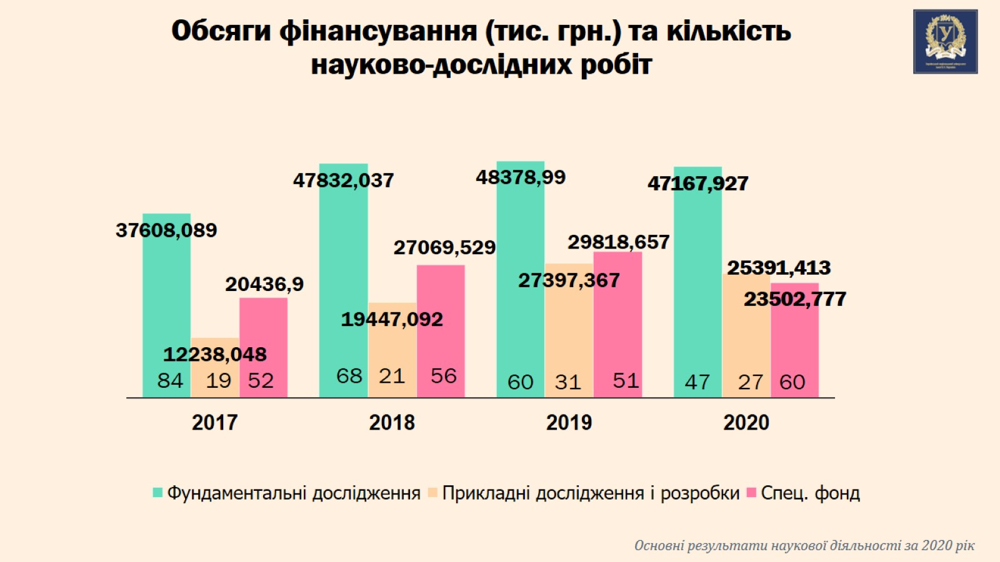 Обсяги фінансування (тис. грн.) та кількість
науково-дослідних робіт
37608,089
12238,048
20436,9
84 19 52
47832,037
19447,092
27069,529
68 21 56
48378,99
27397,367
29818,657
60 31 51
47167,927
25391,413
23502,777
47 27 60
2017 2018 2019 2020
Фундаментальні дослідження Прикладні дослідження і розробки Спец. фонд
Основні результати наукової діяльності за 2020 рік